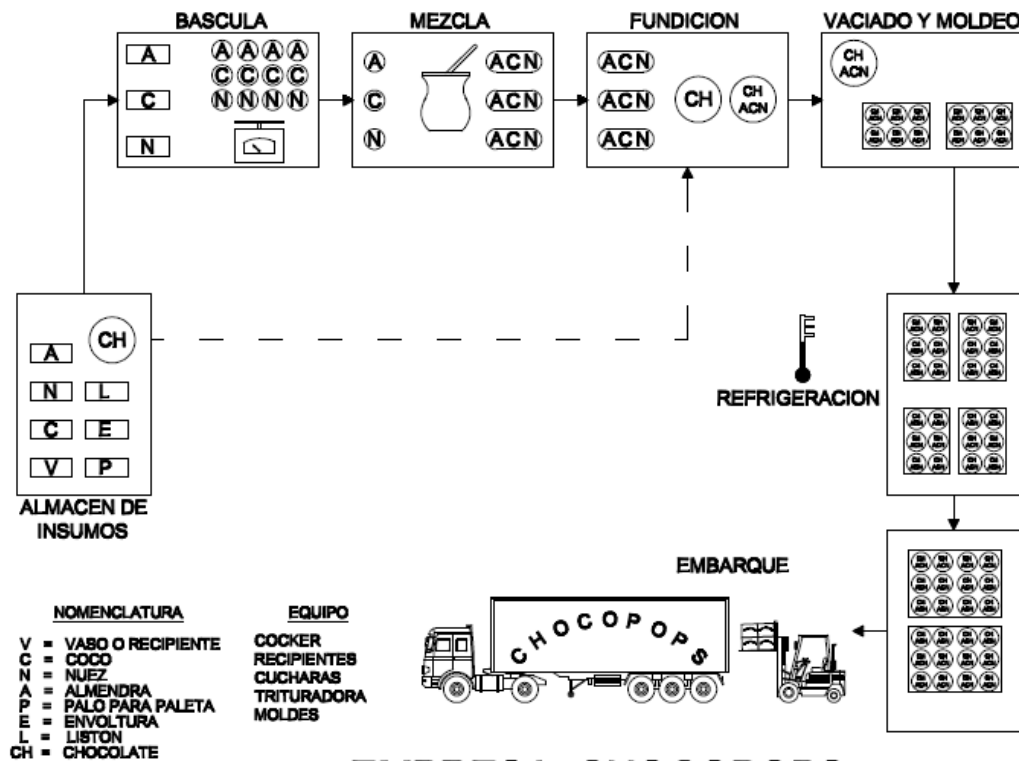 BASCULA
MEZCLA
FUNDICION
VACIADO Y MOLDEO
A
C
N
A A A A
C C C C
N N N N
A
C
N
ACN
ACN
ACN
ACN
ACN
ACN
CH
CH
ACN
CH
ACN
CH
A
N L
C E
V P
ALMACEN DE
INSUMOS
REFRIGERACION
EMBARQUE
CHOCOPOPS
NOMENCLATURA
V = VASO O RECIPIENTE
C = COCO
N = NUEZ
A = ALMENDRA
P = PALO PARA PALETA
E = ENVOLTURA
L = LISTON
CH = CHOCOLATE
EQUIPO
COCKER
RECIPIENTES
CUCHARAS
TRITURADORA
MOLDES